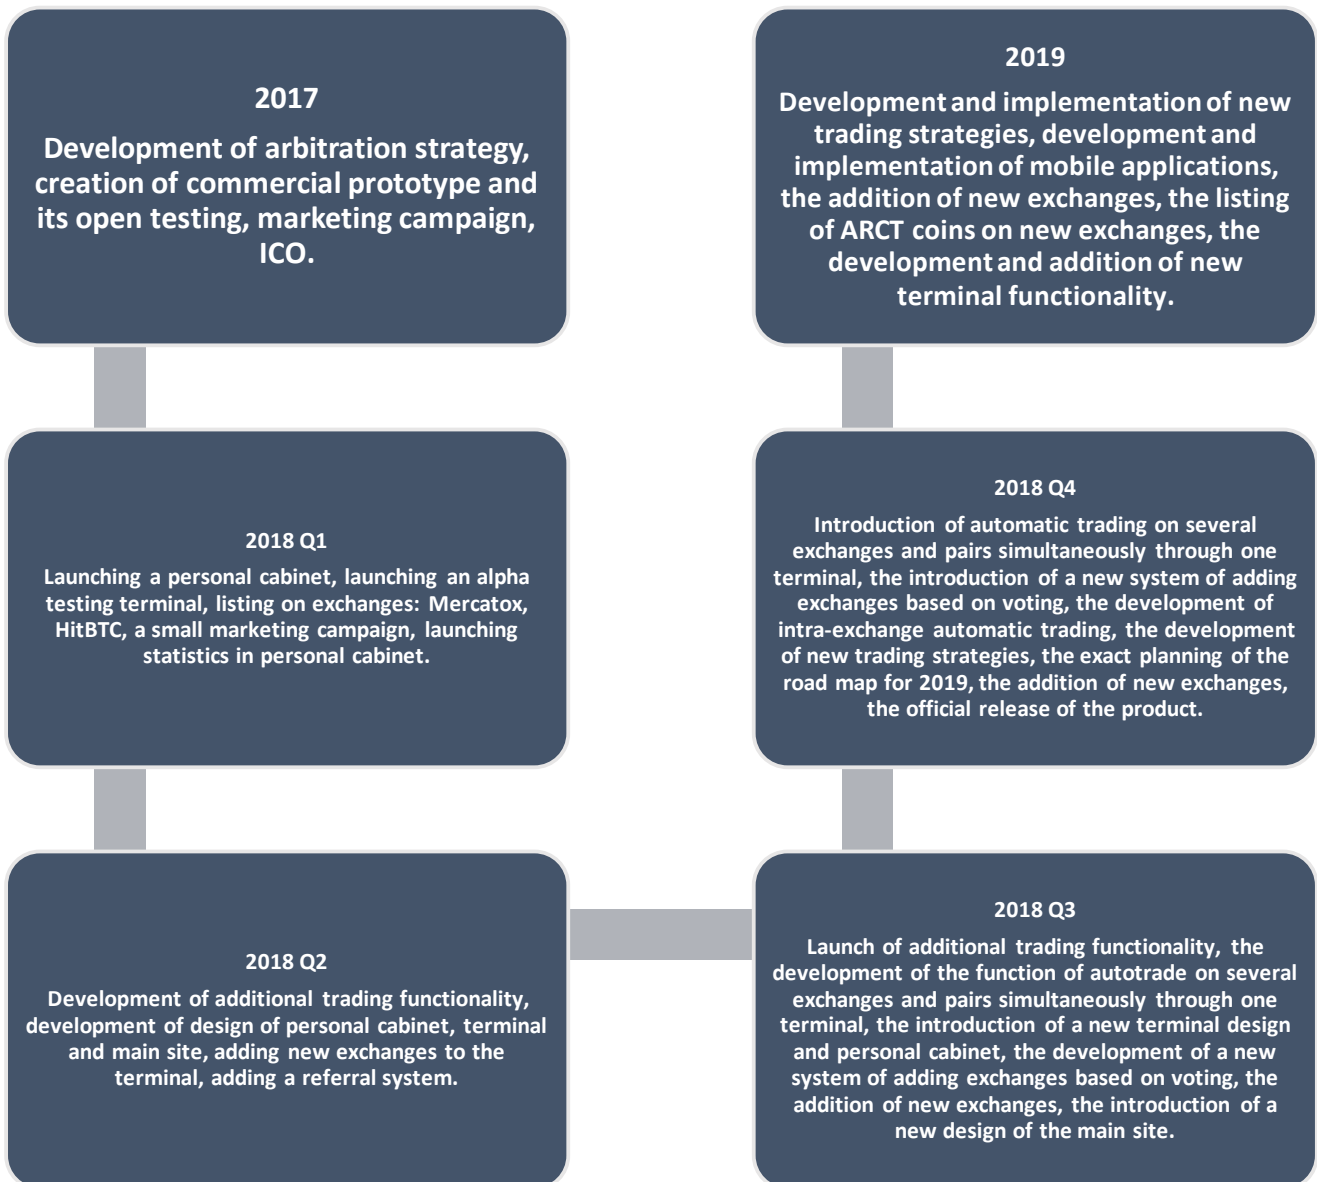 2017
Development of arbitration strategy,
creation of commercial prototype and
its open testing, marketing campaign,
ICO.
2018 Q1
Launching a personal cabinet, launching an alpha
testing terminal, listing on exchanges: Mercatox,
HitBTC, a small marketing campaign, launching
statistics in personal cabinet.
2018 Q2
Development of additional trading functionality,
development of design of personal cabinet, terminal
and main site, adding new exchanges to the
terminal, adding a referral system.
2018 Q3
Launch of additional trading functionality, the
development of the function of autotrade on several
exchanges and pairs simultaneously through one
terminal, the introduction of a new terminal design
and personal cabinet, the development of a new
system of adding exchanges based on voting, the
addition of new exchanges, the introduction of a
new design of the main site.
2018 Q4
Introduction of automatic trading on several
exchanges and pairs simultaneously through one
terminal, the introduction of a new system of adding
exchanges based on voting, the development of
intra-exchange automatic trading, the development
of new trading strategies, the exact planning of the
road map for 2019, the addition of new exchanges,
the official release of the product.
2019
Development and implementation of new
trading strategies, development and
implementation of mobile applications,
the addition of new exchanges, the listing
of ARCT coins on new exchanges, the
development and addition of new
terminal functionality.